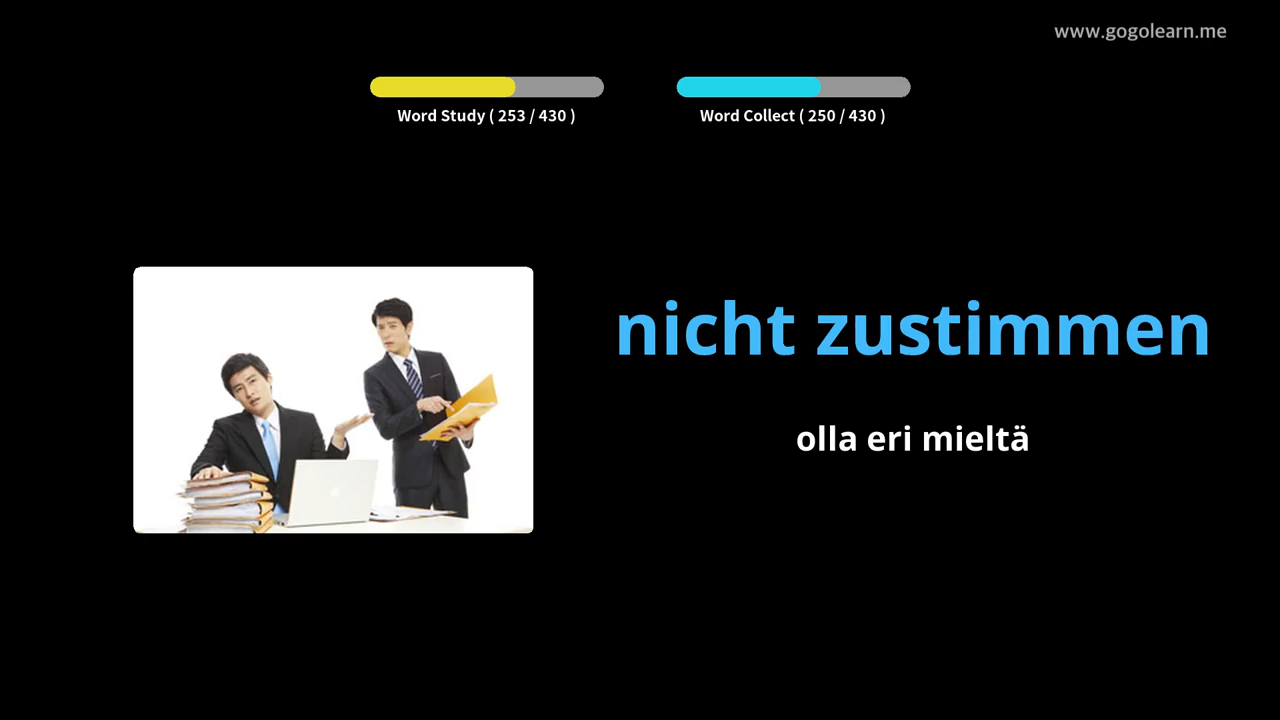 www.gogolearn.me
Word Study ( 253 / 430 )
Word Collect ( 250 / 430 )
nicht zustimmen
olla eri mieltä